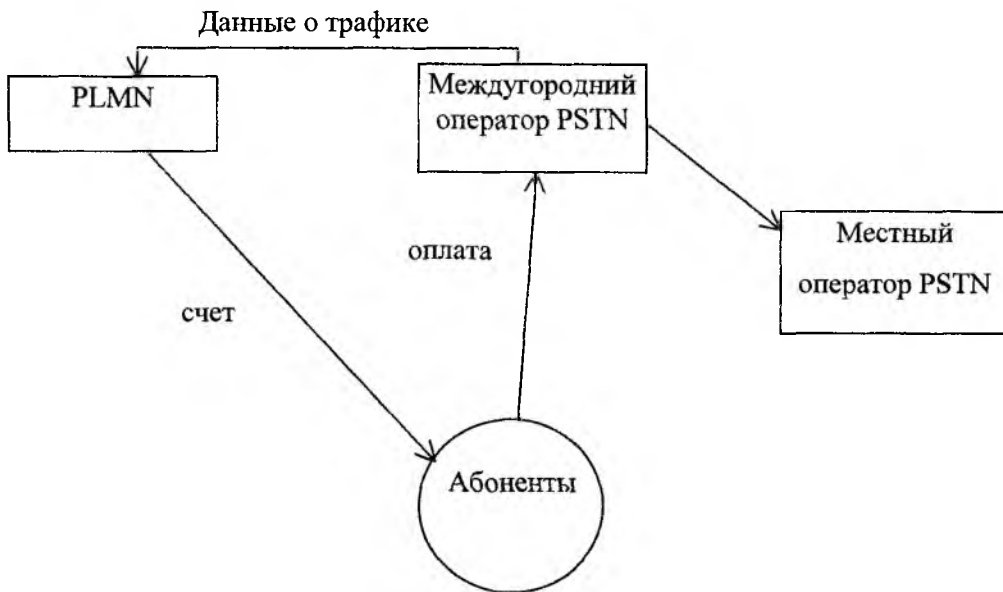 Данные о трафике
PLMN
Междугородний
оператор PSTN
Местный
оператор PSTN
оплата
счет
Абоненты